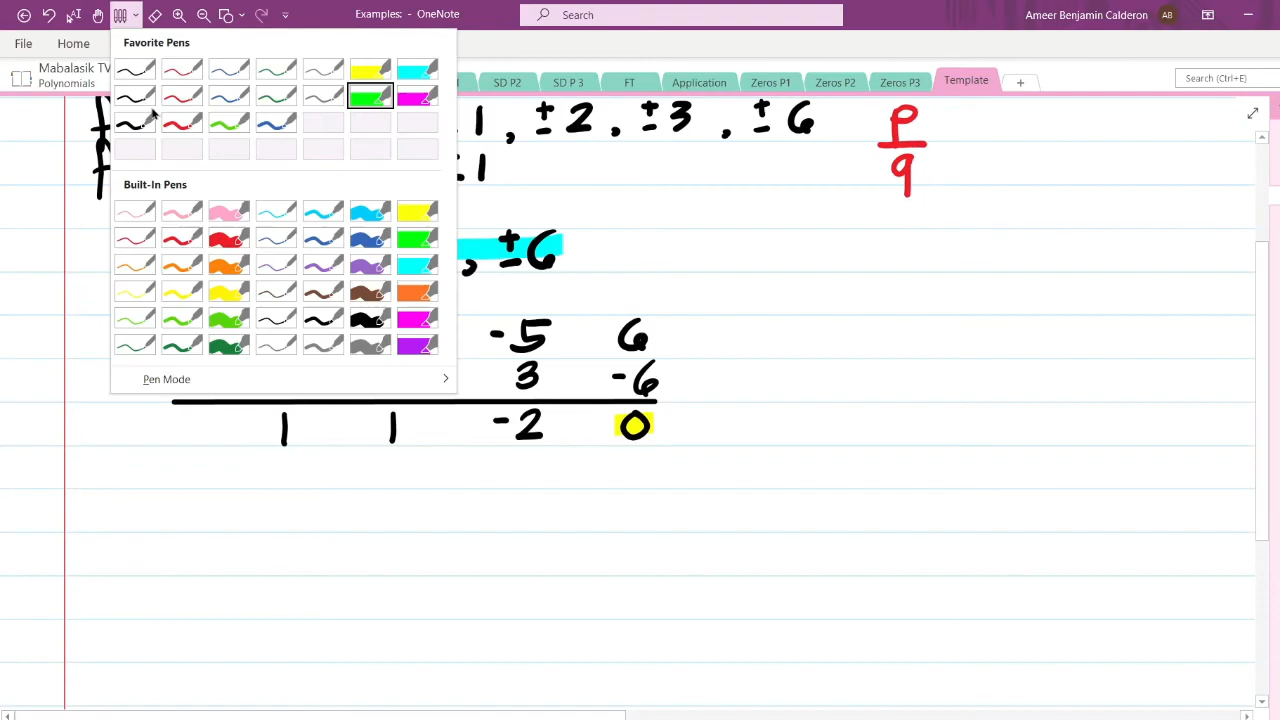 Examples: - OneNote
Search
Ameer Benjamin Calderon AB
File Home
Favorite Pens
Mabalasik TV
Polynomials
SD P2 SD P 3 FT Application Zeros P1 Zeros P2 Zeros P3 Template +
Search (Ctrl+E)
1, ±2, ±3, ±6
p
q
1
Built-In Pens
, ±6
-5 6
3 -6
Pen Mode
1 1 -2 0